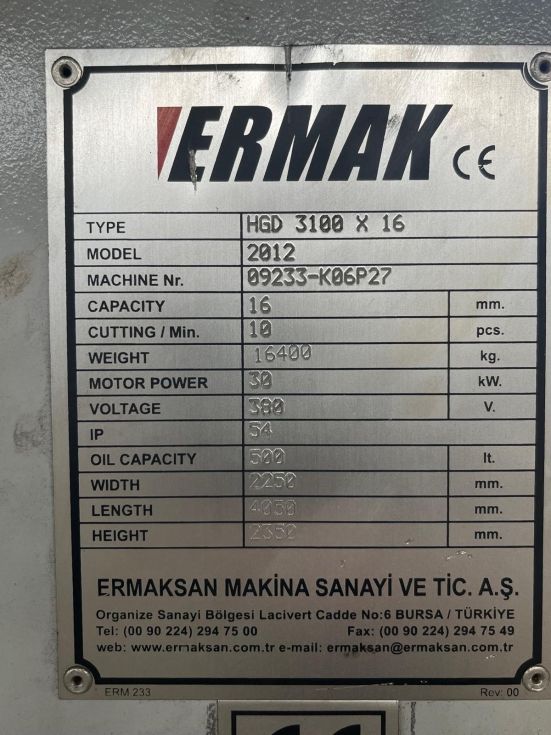 ERMAK CE
TYPE HGD 3100 X 16
MODEL 2012
MACHINE Nr. 09233-K06P27
CAPACITY 16 mm.
CUTTING / Min. 10 pcs.
WEIGHT 16400 kg.
MOTOR POWER 30 kW.
VOLTAGE 380 V.
IP 54
OIL CAPACITY 500 lt.
WIDTH 2250 mm.
LENGTH 4050 mm.
HEIGHT 2350 mm.
ERMAKSAN MAKİNA SANAYİ VE TİC. A.Ş.
Organize Sanayi Bölgesi Lacivert Cadde No:6 BURSA / TÜRKİYE
Tel: (00 90 224) 294 75 00 Fax: (00 90 224) 294 75 49
web: www.ermaksan.com.tr e-mail: ermaksan@ermaksan.com.tr
ERM 233 Rev: 00